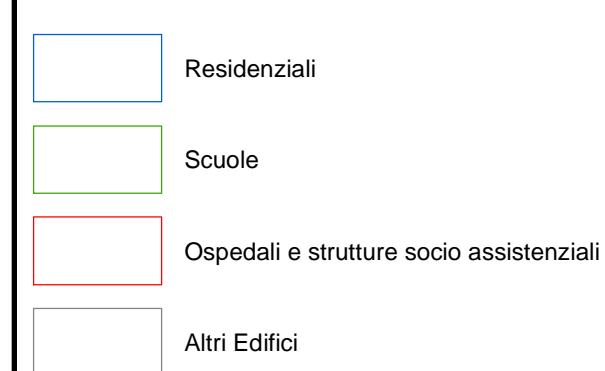 Residenziali
Scuole
Ospedali e strutture socio assistenziali
Altri Edifici